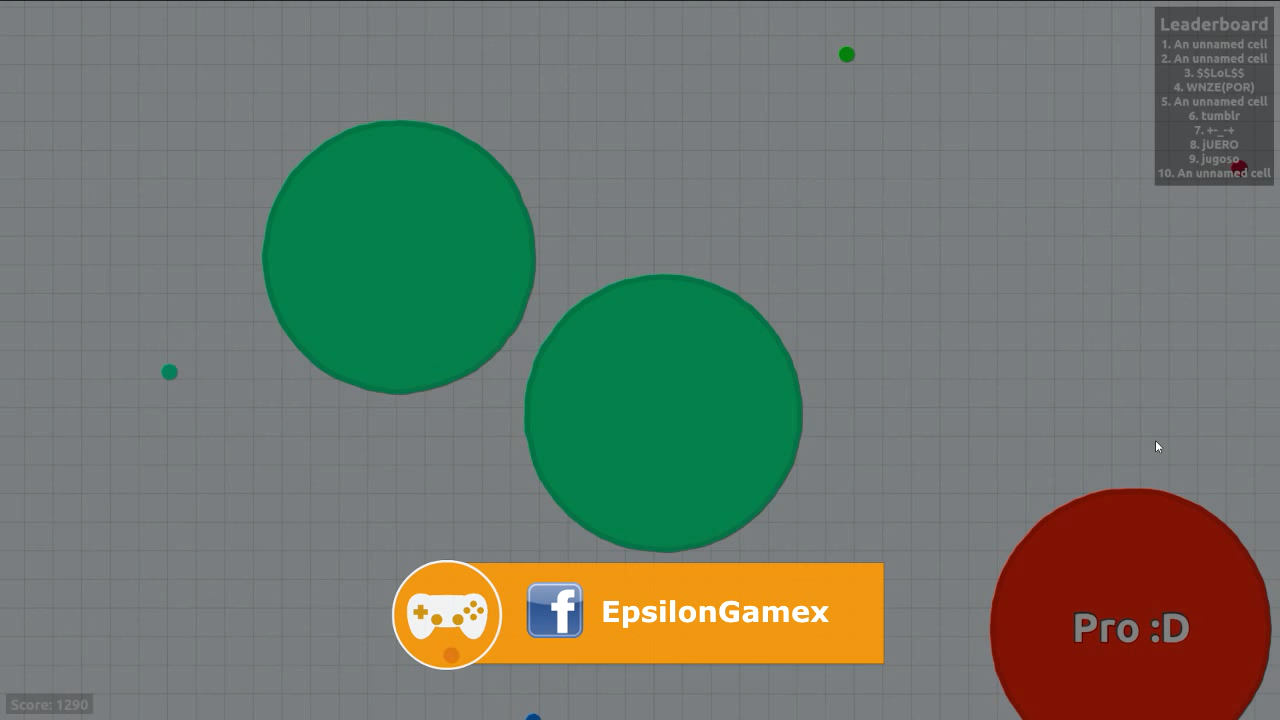 Leaderboard
1. An unnamed cell
2. An unnamed cell
3. $$LoL$$
4. WNZE(POR)
5. An unnamed cell
6. tumblr
7. +-_-+
8. jUERO
9. jugoso
10. An unnamed cell
EpsilonGamex
Pro :D
Score: 1290